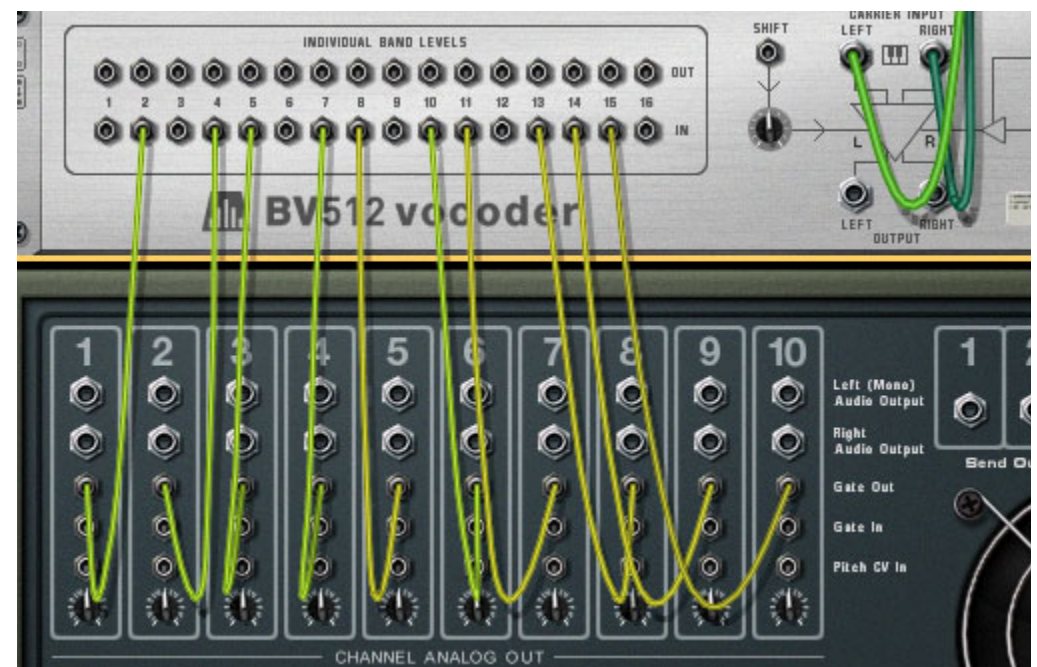 CARRIER INPUT
SHIFT LEFT RIGHT
INDIVIDUAL BAND LEVELS
OUT
1 2 3 4 5 6 7 8 9 10 11 12 13 14 15 16
IN
L R
BV512 vocoder
LEFT RIGHT
OUTPUT
1 2 3 4 5 6 7 8 9 10 1
Left (Mono)
Audio Output
Right
Audio Output
Send
Gate Out
Gate In
Pitch CV In
CHANNEL ANALOG OUT